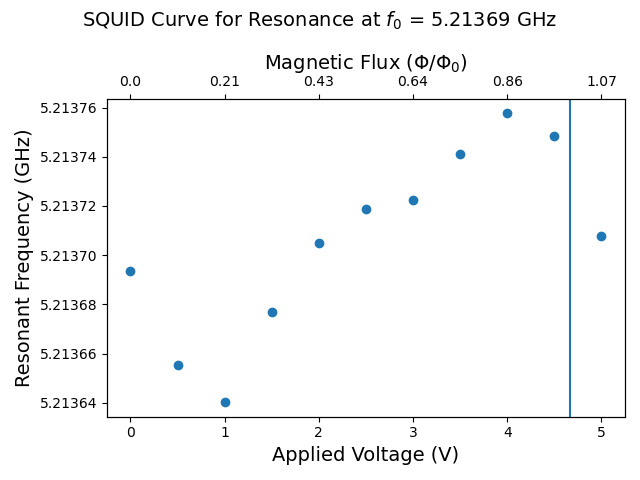 SQUID Curve for Resonance at f₀ = 5.21369 GHz
Magnetic Flux (Φ/Φ₀)
0.0 0.21 0.43 0.64 0.86 1.07
5.21376
5.21374
5.21372
5.21370
5.21368
5.21366
5.21364
Resonant Frequency (GHz)
0 1 2 3 4 5
Applied Voltage (V)